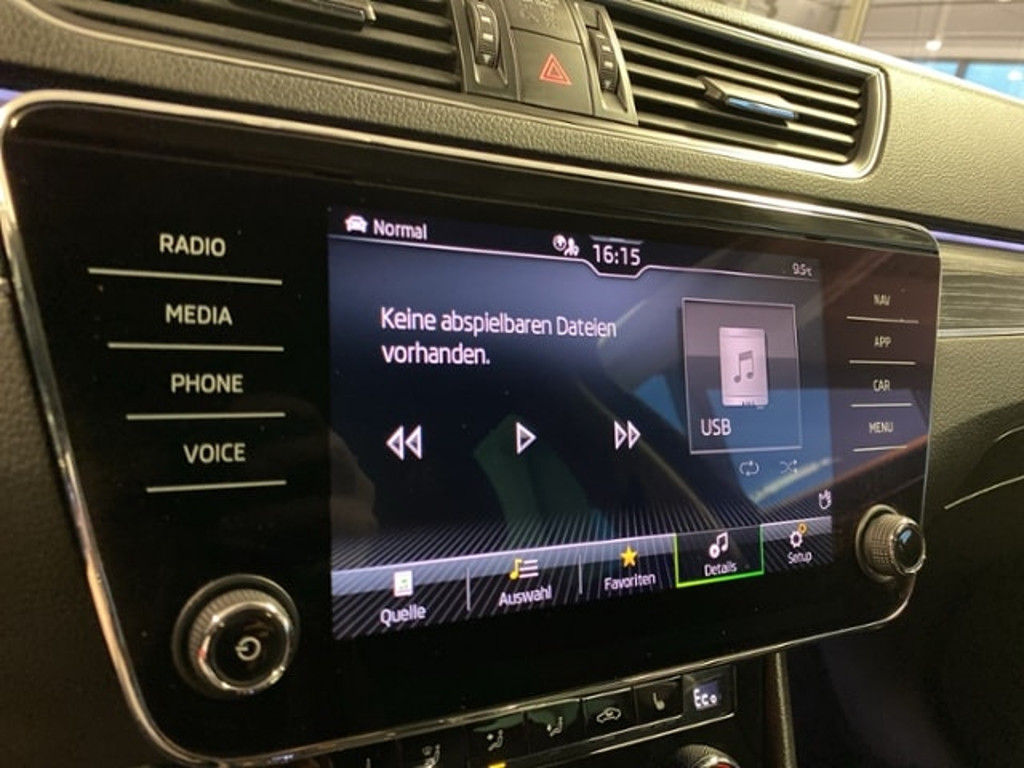 RADIO
MEDIA
PHONE
VOICE
Normal
16:15
9.5°C
Keine abspielbaren Dateien
vorhanden.
USB
Quelle
Auswahl
Favoriten
Details
Setup
NAV
APP
CAR
MENU
Eco